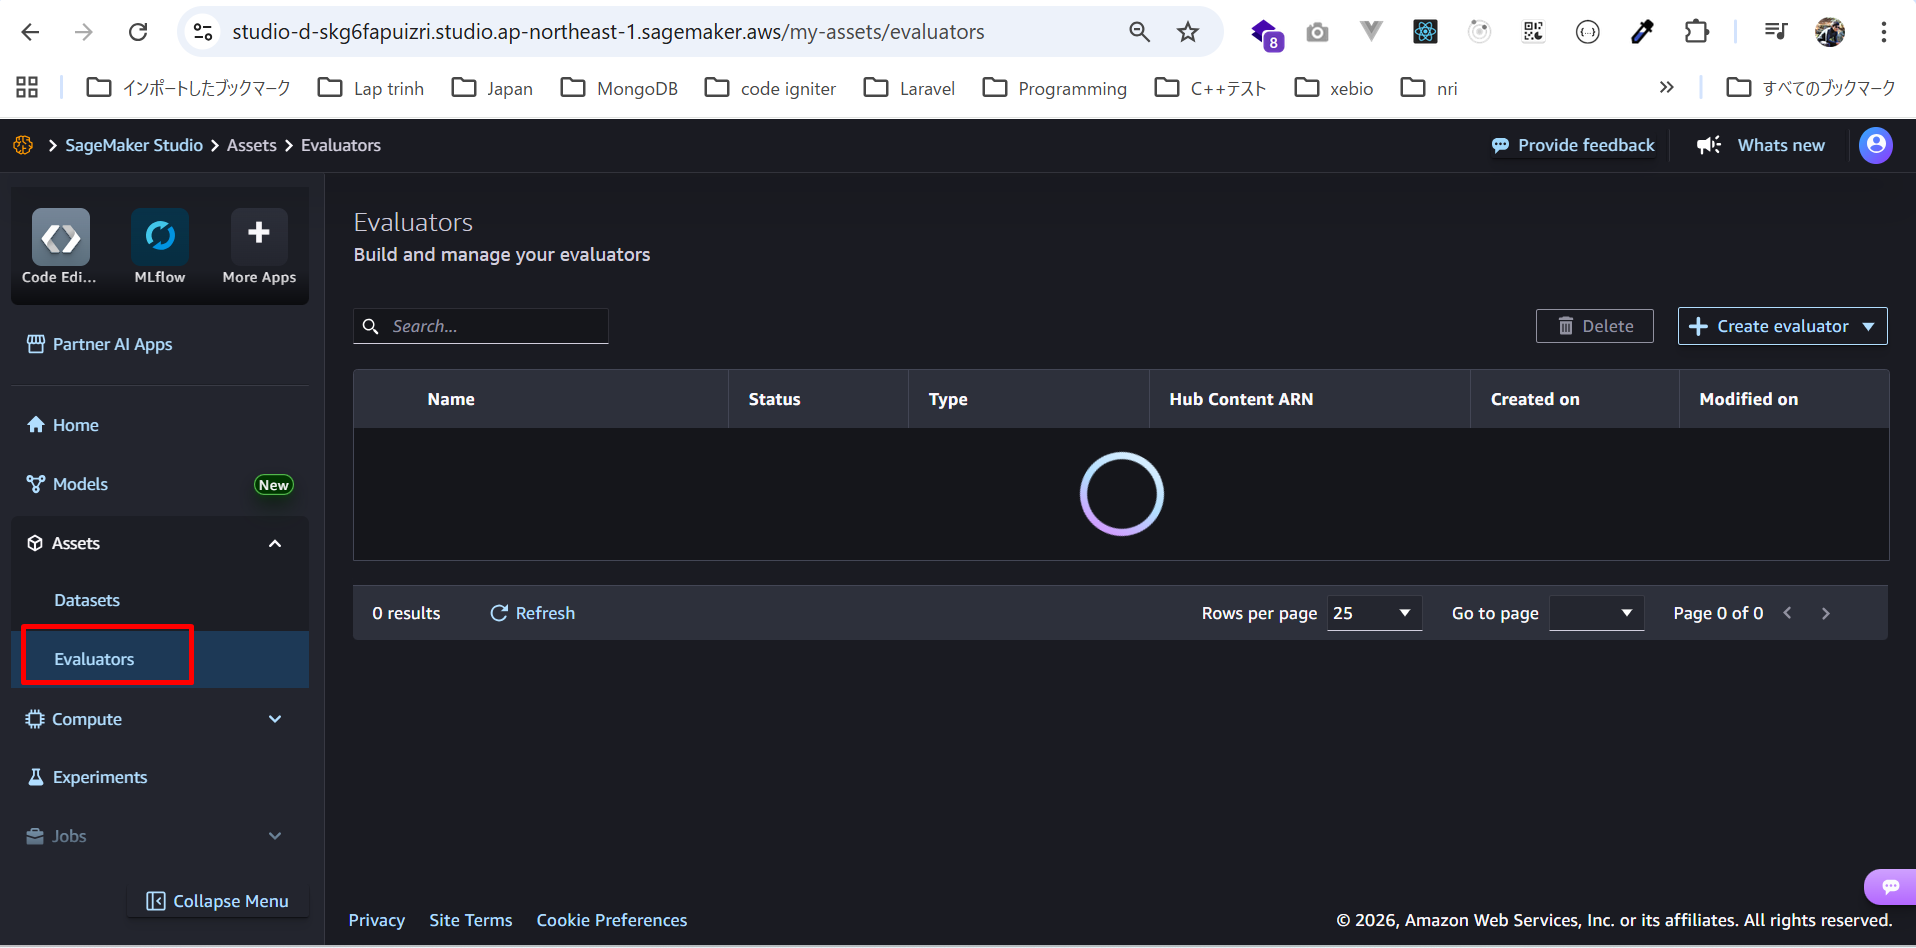 studio-d-skg6fapuizri.studio.ap-northeast-1.sagemaker.aws/my-assets/evaluators
8
インポートしたブックマーク Lap trinh Japan MongoDB code igniter Laravel Programming C++テスト xebio nri » すべてのブックマーク
SageMaker Studio Assets Evaluators Provide feedback Whats new
Code Edi... MLflow More Apps
Partner AI Apps
Home
Models New
Assets
Datasets
Evaluators
Compute
Experiments
Jobs
Collapse Menu
Evaluators
Build and manage your evaluators
Search... Delete Create evaluator
Name Status Type Hub Content ARN Created on Modified on
0 results Refresh Rows per page 25 Go to page Page 0 of 0
Privacy Site Terms Cookie Preferences © 2026, Amazon Web Services, Inc. or its affiliates. All rights reserved.